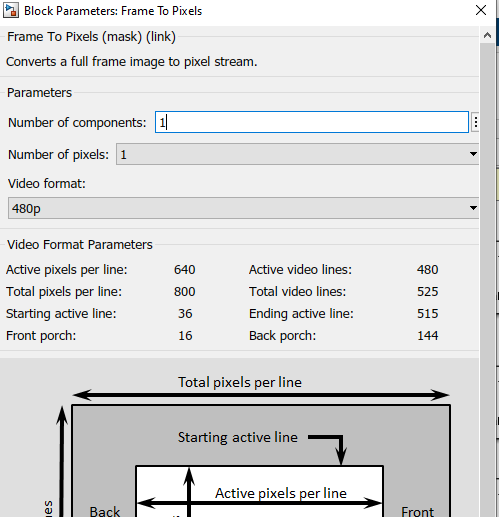 Block Parameters: Frame To Pixels
Frame To Pixels (mask) (link)
Converts a full frame image to pixel stream.
Parameters
Number of components: 1
Number of pixels: 1
Video format:
480p
Video Format Parameters
Active pixels per line: 640 Active video lines: 480
Total pixels per line: 800 Total video lines: 525
Starting active line: 36 Ending active line: 515
Front porch: 16 Back porch: 144
Total pixels per line
Starting active line
Active pixels per line
Back Front